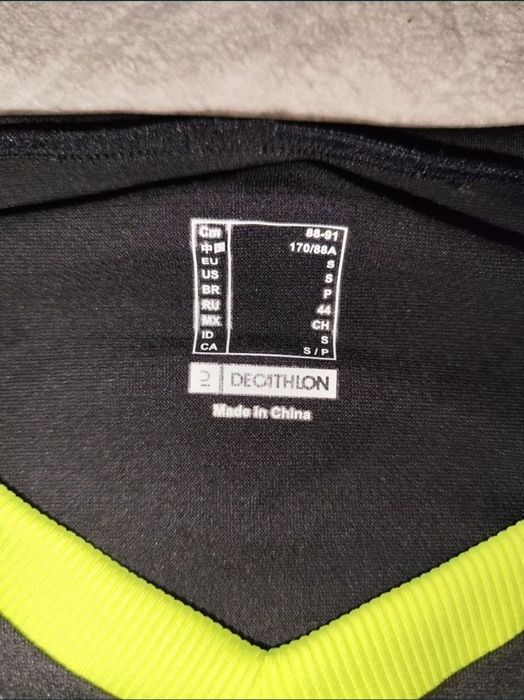 Cm 88-91
中国 170/88A
EU S
US S
BR P
RU 44
MX CH
ID S
CA S / P
DECATHLON
Made in China